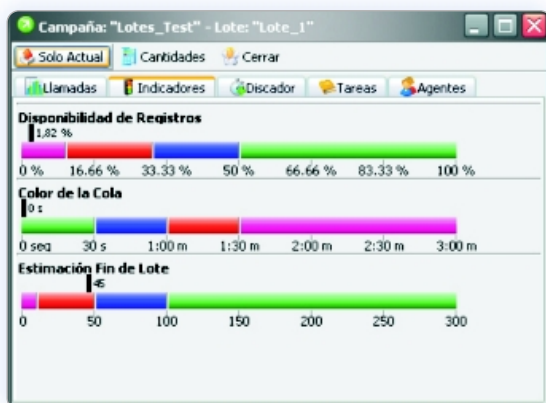 Campaña: "Lotes_Test" - Lote: "Lote_1"
Solo Actual Cantidades Cerrar
Llamadas Indicadores Discador Tareas Agentes
Disponibilidad de Registros
1,82 %
0 % 16.66 % 33.33 % 50 % 66.66 % 83.33 % 100 %
Color de la Cola
0 s
0 seq 30 s 1:00 m 1:30 m 2:00 m 2:30 m 3:00 m
Estimación Fin de Lote
45
0 50 100 150 200 250 300